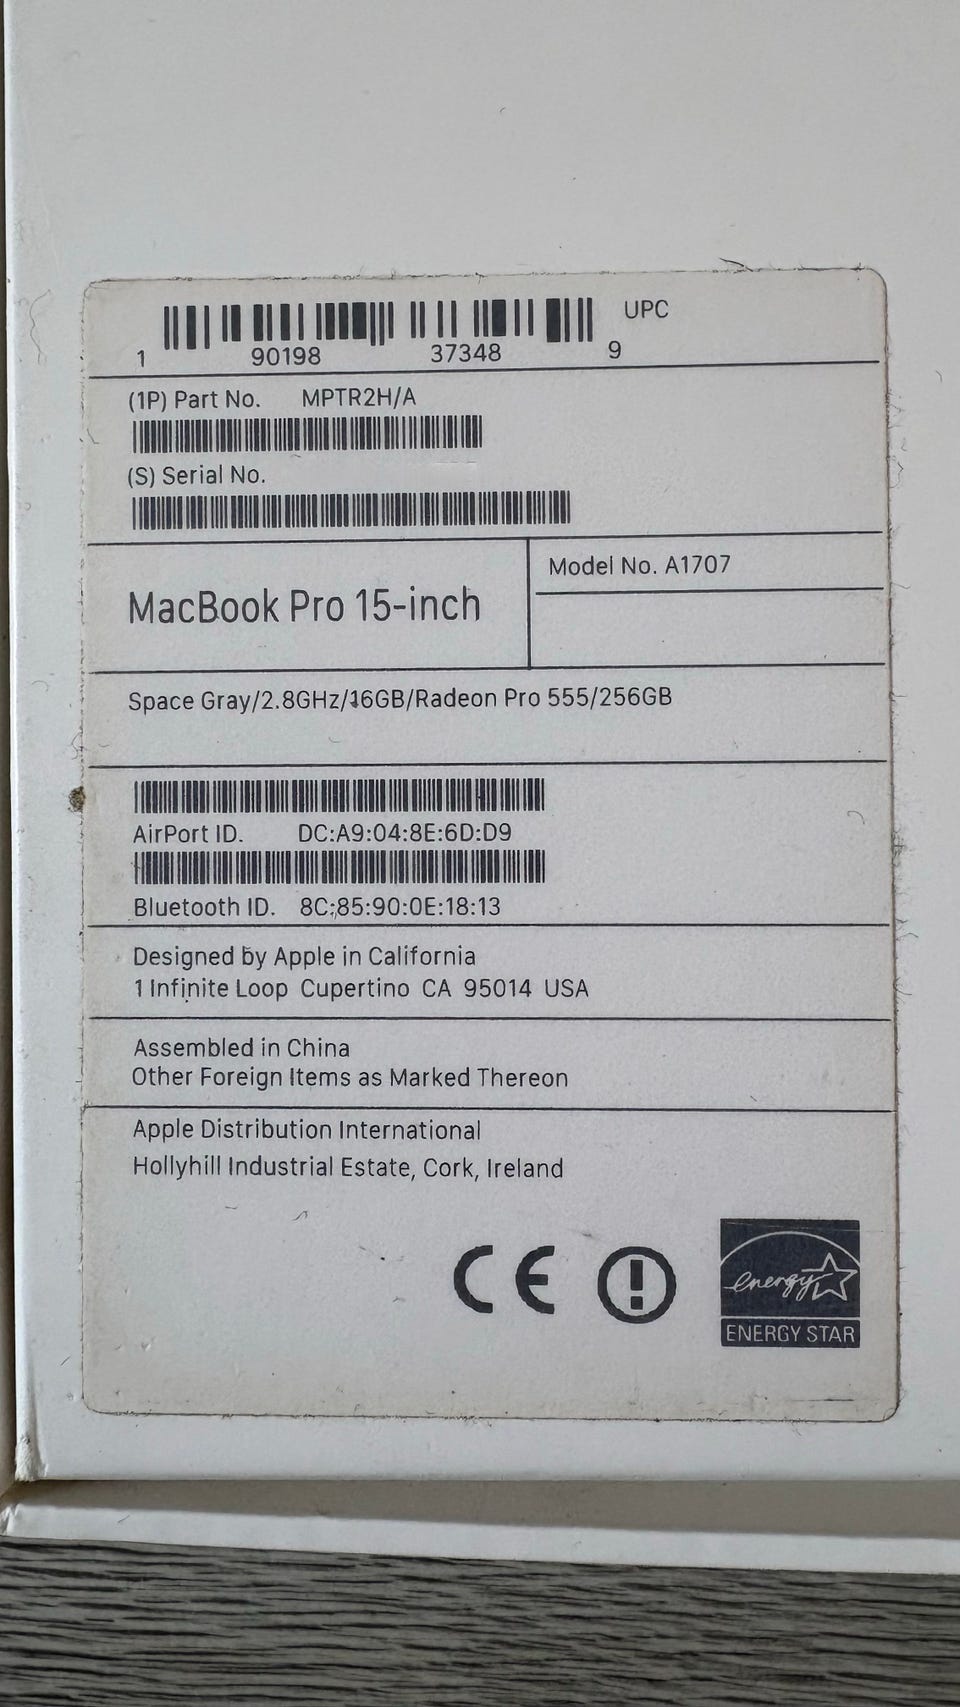 UPC
1 90198 37348 9
(1P) Part No. MPTR2H/A
(S) Serial No.
Model No. A1707
MacBook Pro 15-inch
Space Gray/2.8GHz/16GB/Radeon Pro 555/256GB
AirPort ID. DC:A9:04:8E:6D:D9
Bluetooth ID. 8C:85:90:0E:18:13
Designed by Apple in California
1 Infinite Loop Cupertino CA 95014 USA
Assembled in China
Other Foreign Items as Marked Thereon
Apple Distribution International
Hollyhill Industrial Estate, Cork, Ireland
CE
energy
ENERGY STAR